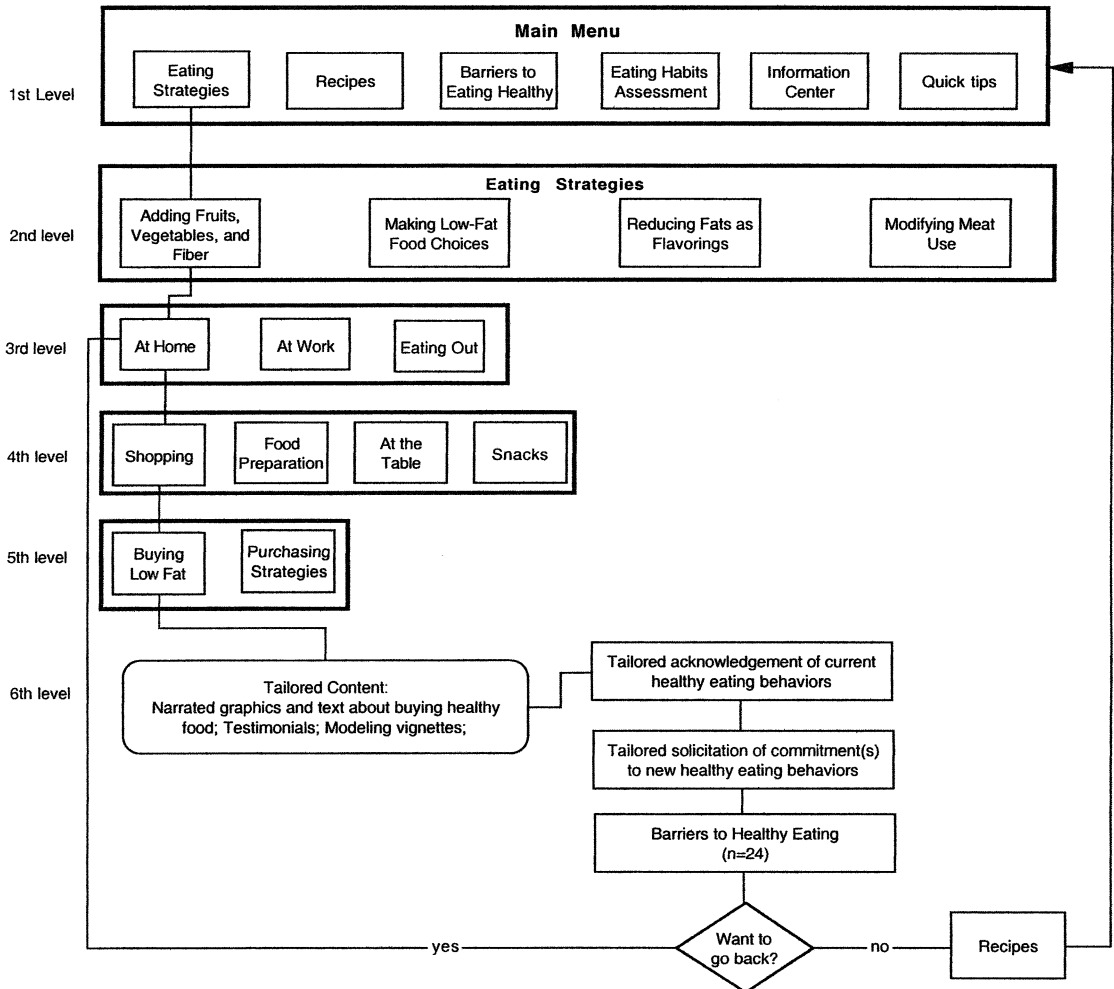 Main Menu
1st Level
Eating
Strategies
Recipes
Barriers to
Eating Healthy
Eating Habits
Assessment
Information
Center
Quick tips
Eating Strategies
2nd level
Adding Fruits,
Vegetables, and
Fiber
Making Low-Fat
Food Choices
Reducing Fats as
Flavorings
Modifying Meat
Use
3rd level
At Home
At Work
Eating Out
4th level
Shopping
Food
Preparation
At the
Table
Snacks
5th level
Buying
Low Fat
Purchasing
Strategies
6th level
Tailored Content:
Narrated graphics and text about buying healthy
food; Testimonials; Modeling vignettes;
Tailored acknowledgement of current
healthy eating behaviors
Tailored solicitation of commitment(s)
to new healthy eating behaviors
Barriers to Healthy Eating
(n=24)
Want to
go back?
yes
no
Recipes